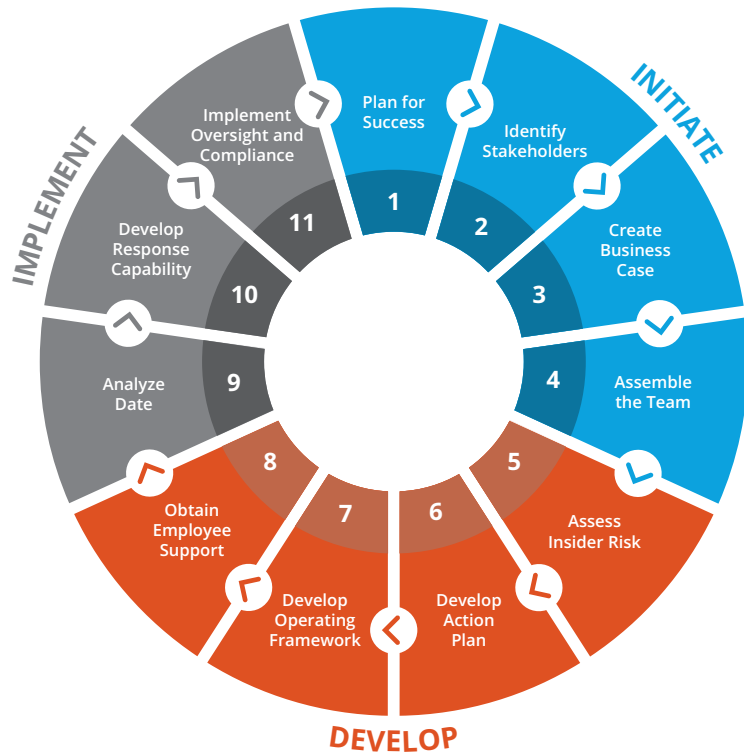 INITIATE
Plan for
Success
1
Identify
Stakeholders
2
Create
Business
Case
3
Assemble
the Team
4
DEVELOP
Assess
Insider Risk
5
Develop
Action
Plan
6
Develop
Operating
Framework
7
Obtain
Employee
Support
8
IMPLEMENT
Analyze
Date
9
Develop
Response
Capability
10
Implement
Oversight and
Compliance
11